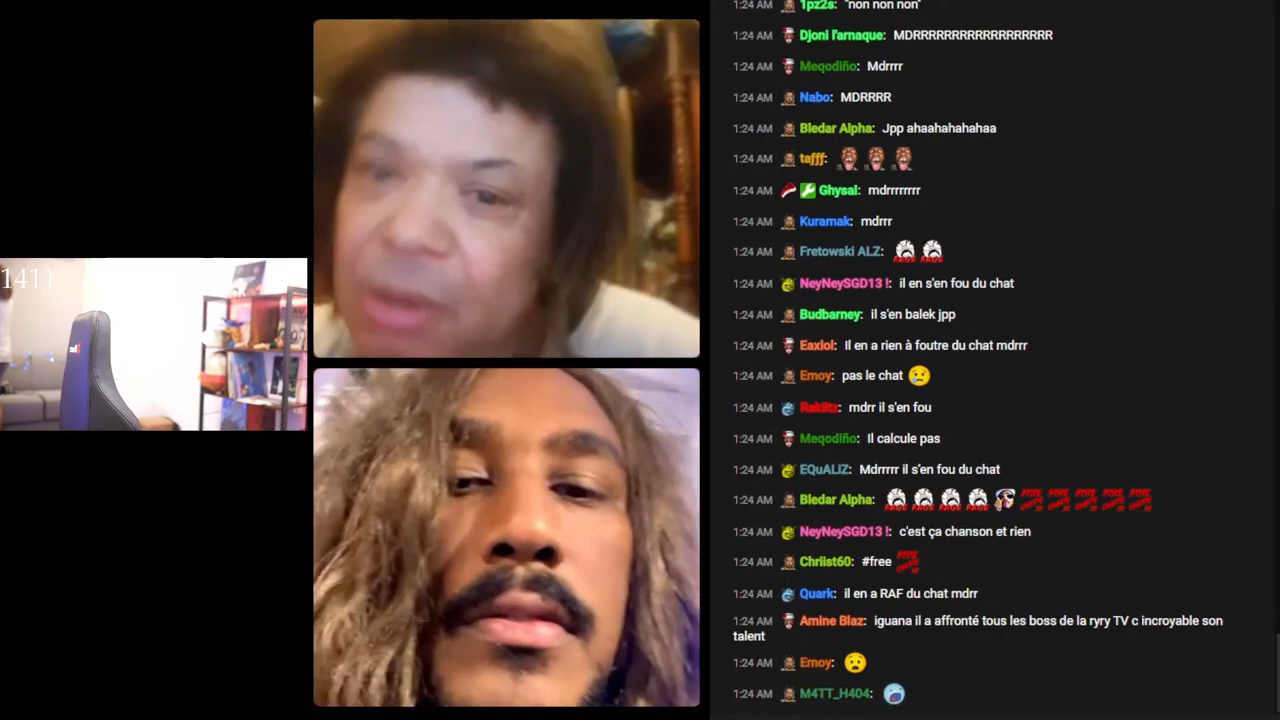 1411
1:24 AM 1pz2s: "non non non"
1:24 AM Djoni l'arnaque: MDRRRRRRRRRRRRRRRRRR
1:24 AM Meqodiño: Mdrrr
1:24 AM Nabo: MDRRRR
1:24 AM Bledar Alpha: Jpp ahaahahahahaa
1:24 AM taƒƒƒ:
1:24 AM Ghysal: mdrrrrrrrr
1:24 AM Kuramak: mdrrr
1:24 AM Fretowski ALZ:
1:24 AM NeyNeySGD13 !: il en s'en fou du chat
1:24 AM Budbarney: il s'en balek jpp
1:24 AM Eaxlol: Il en a rien à foutre du chat mdrrr
1:24 AM Emoy: pas le chat
1:24 AM mdrr il s'en fou
1:24 AM Meqodiño: Il calcule pas
1:24 AM EQuALIZ: Mdrrrrr il s'en fou du chat
1:24 AM Bledar Alpha:
1:24 AM NeyNeySGD13 !: c'est ça chanson et rien
1:24 AM Chriist60: #free
1:24 AM Quark: il en a RAF du chat mdrr
1:24 AM Amine Blaz: iguana il a affronté tous les boss de la ryry TV c incroyable son
talent
1:24 AM Emoy:
1:24 AM M4TT_H404: